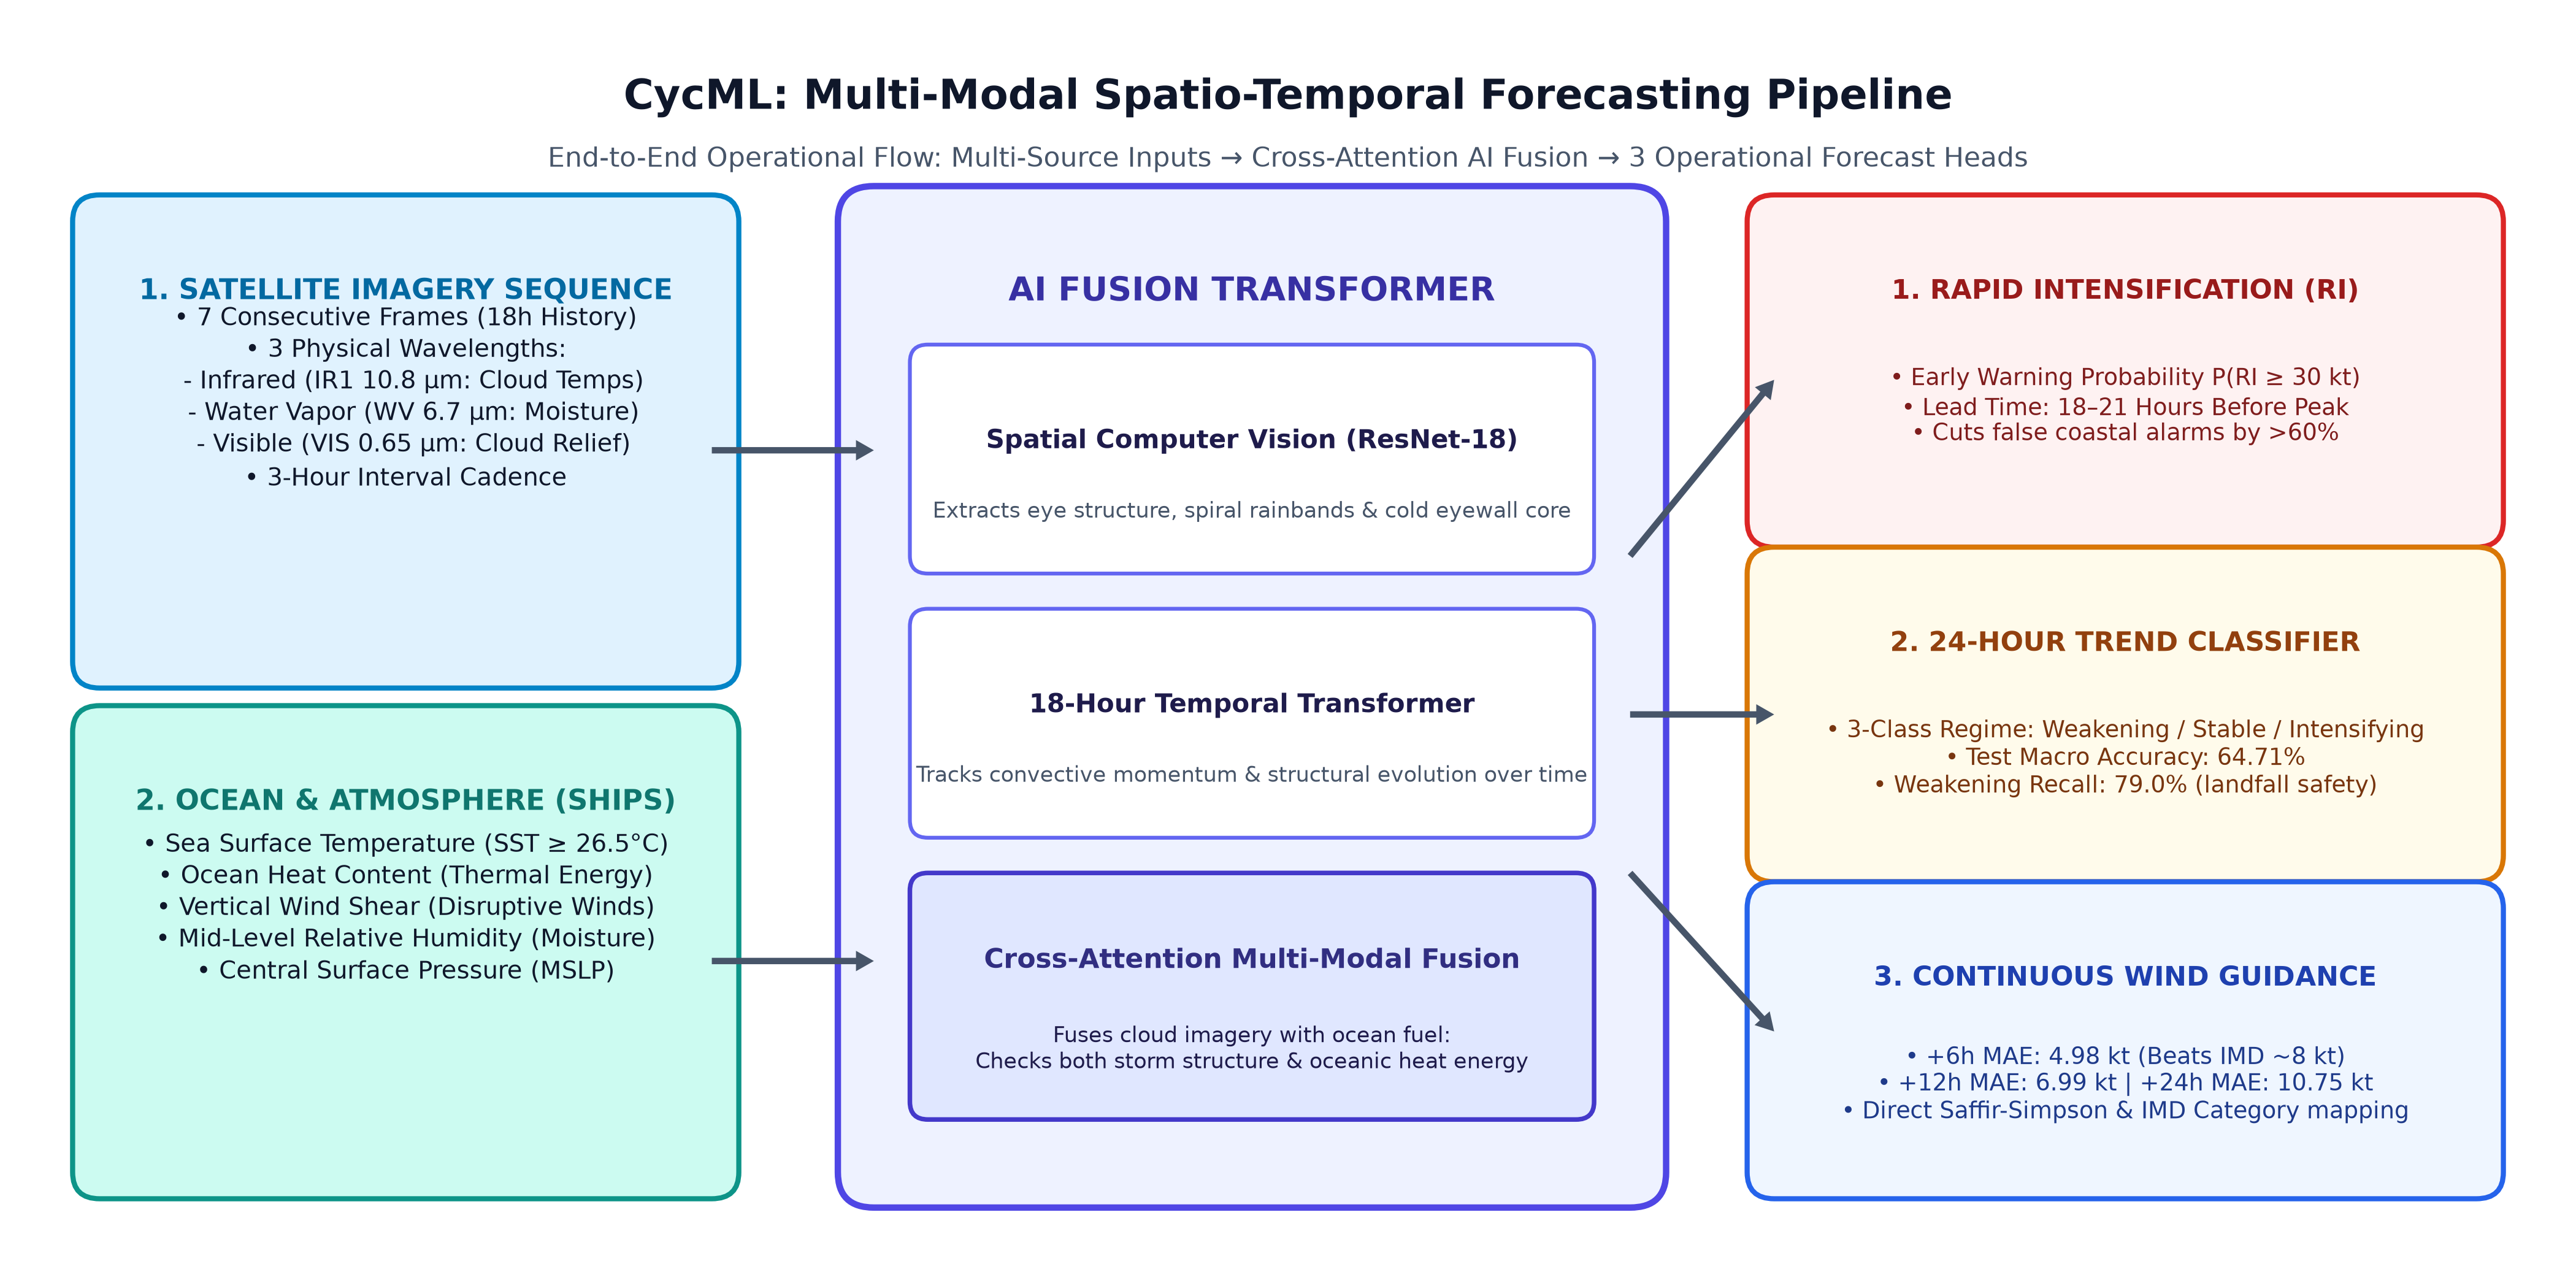 CycML: Multi-Modal Spatio-Temporal Forecasting Pipeline
End-to-End Operational Flow: Multi-Source Inputs → Cross-Attention AI Fusion → 3 Operational Forecast Heads
1. SATELLITE IMAGERY SEQUENCE
• 7 Consecutive Frames (18h History)
• 3 Physical Wavelengths:
- Infrared (IR1 10.8 μm: Cloud Temps)
- Water Vapor (WV 6.7 μm: Moisture)
- Visible (VIS 0.65 μm: Cloud Relief)
• 3-Hour Interval Cadence
2. OCEAN & ATMOSPHERE (SHIPS)
• Sea Surface Temperature (SST ≥ 26.5°C)
• Ocean Heat Content (Thermal Energy)
• Vertical Wind Shear (Disruptive Winds)
• Mid-Level Relative Humidity (Moisture)
• Central Surface Pressure (MSLP)
AI FUSION TRANSFORMER
Spatial Computer Vision (ResNet-18)
Extracts eye structure, spiral rainbands & cold eyewall core
18-Hour Temporal Transformer
Tracks convective momentum & structural evolution over time
Cross-Attention Multi-Modal Fusion
Fuses cloud imagery with ocean fuel:
Checks both storm structure & oceanic heat energy
1. RAPID INTENSIFICATION (RI)
• Early Warning Probability P(RI ≥ 30 kt)
• Lead Time: 18–21 Hours Before Peak
• Cuts false coastal alarms by >60%
2. 24-HOUR TREND CLASSIFIER
• 3-Class Regime: Weakening / Stable / Intensifying
• Test Macro Accuracy: 64.71%
• Weakening Recall: 79.0% (landfall safety)
3. CONTINUOUS WIND GUIDANCE
• +6h MAE: 4.98 kt (Beats IMD ~8 kt)
• +12h MAE: 6.99 kt | +24h MAE: 10.75 kt
• Direct Saffir-Simpson & IMD Category mapping